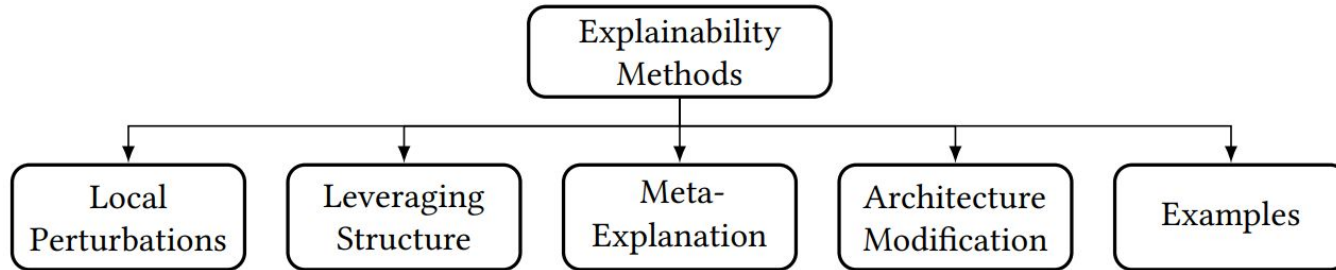 Explainability
Methods
Local
Perturbations
Leveraging
Structure
Meta-
Explanation
Architecture
Modification
Examples